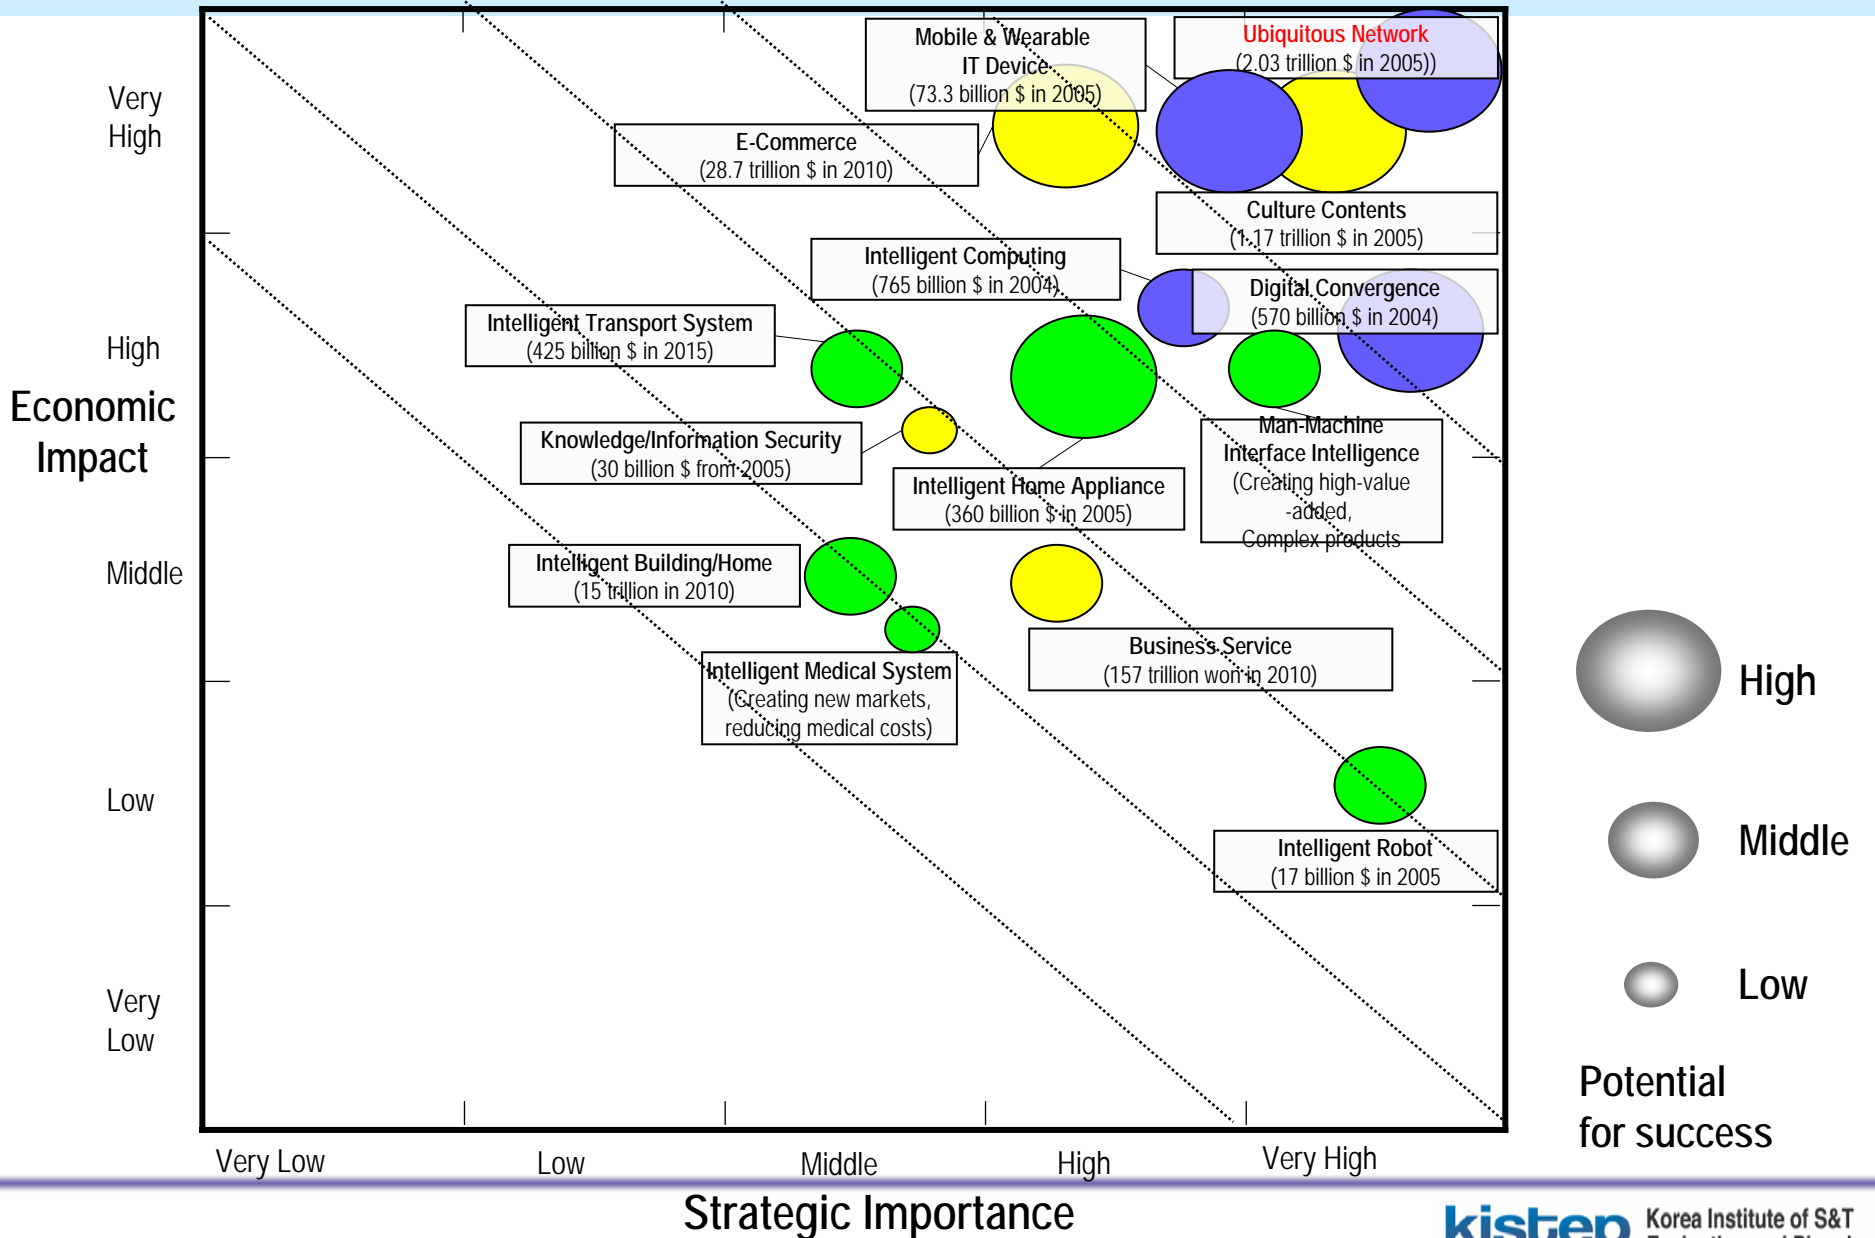 Mobile & Wearable
IT Device
(73.3 billion $ in 2005)
Ubiquitous Network
(2.03 trillion $ in 2005))
Very
High
E-Commerce
(28.7 trillion $ in 2010)
Culture Contents
(1.17 trillion $ in 2005)
Intelligent Computing
(765 billion $ in 2004)
Digital Convergence
(570 billion $ in 2004)
Intelligent Transport System
(425 billion $ in 2015)
High
Economic
Impact
Knowledge/Information Security
(30 billion $ from 2005)
Man-Machine
Interface Intelligence
(Creating high-value
-added,
Complex products
Intelligent Home Appliance
(360 billion $ in 2005)
Middle
Intelligent Building/Home
(15 trillion in 2010)
Business Service
(157 trillion won in 2010)
Intelligent Medical System
(Creating new markets,
reducing medical costs)
Low
Intelligent Robot
(17 billion $ in 2005
Very
Low
High
Middle
Low
Potential
for success
Very Low
Low
Middle
High
Very High
Strategic Importance
kistep
Korea Institute of S&T